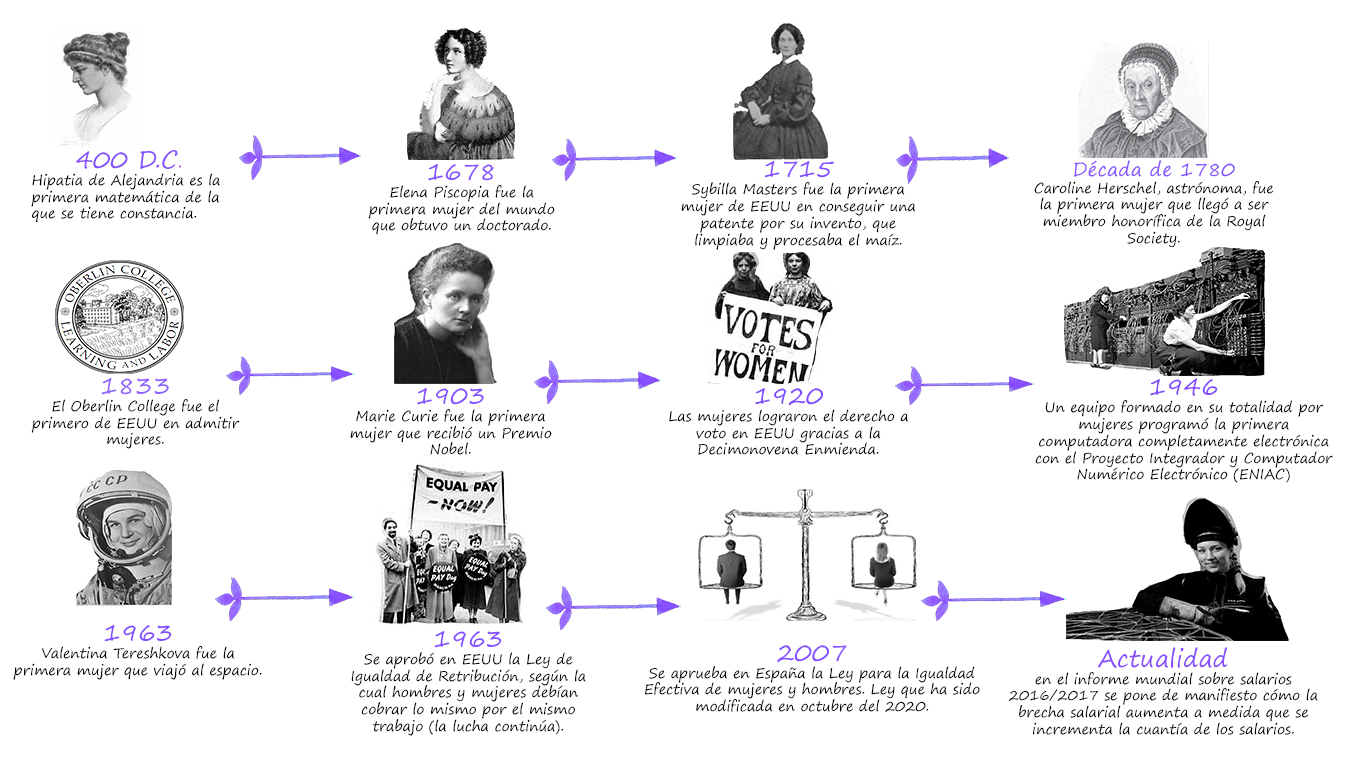 400 D.C.
Hipatia de Alejandria es la
primera matemática de la
que se tiene constancia.
1678
Elena Piscopia fue la
primera mujer del mundo
que obtuvo un doctorado.
1715
Sybilla Masters fue la primera
mujer de EEUU en conseguir una
patente por su invento, que
limpiaba y procesaba el maíz.
Década de 1780
Caroline Herschel, astrónoma, fue
la primera mujer que llegó a ser
miembro honorífica de la Royal
Society.
OBERLIN COLLEGE
LEARNING AND LABOR
1833
El Oberlin College fue el
primero de EEUU en admitir
mujeres.
1903
Marie Curie fue la primera
mujer que recibió un Premio
Nobel.
VOTES
FOR
WOMEN
1920
Las mujeres lograron el derecho a
voto en EEUU gracias a la
Decimonovena Enmienda.
1946
Un equipo formado en su totalidad por
mujeres programó la primera
computadora completamente electrónica
con el Proyecto Integrador y Computador
Numérico Electrónico (ENIAC)
CCCP
1963
Valentina Tereshkova fue la
primera mujer que viajó al espacio.
EQUAL PAY
-NOW!
EQUAL
PAY Day
EQUAL
PAY Day
1963
Se aprobó en EEUU la Ley de
Igualdad de Retribución, según la
cual hombres y mujeres debían
cobrar lo mismo por el mismo
trabajo (la lucha continúa).
2007
Se aprueba en España la Ley para la Igualdad
Efectiva de mujeres y hombres. Ley que ha sido
modificada en octubre del 2020.
Actualidad
en el informe mundial sobre salarios
2016/2017 se pone de manifiesto cómo la
brecha salarial aumenta a medida que se
incrementa la cuantía de los salarios.